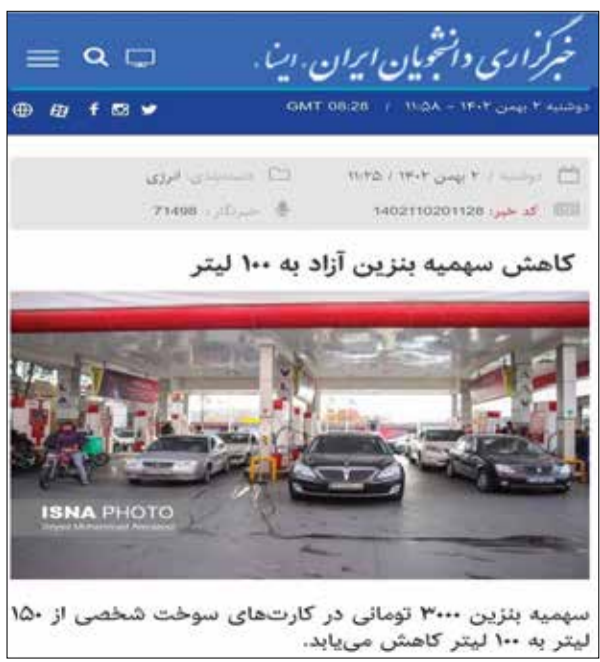 خبرگزاری دانشجویان ایران . ایسنا .
دوشنبه ۲ بهمن ۱۴۰۲ - ۱۱:۵۸ / GMT 08:28
دوشنبه / ۲ بهمن ۱۴۰۲ / ۱۱:۲۵ دسته‌بندی: انرژی
کد خبر: 1402110201128 خبرنگار: 71498
کاهش سهمیه بنزین آزاد به ۱۰۰ لیتر
ISNA PHOTO
سهمیه بنزین ۳۰۰۰ تومانی در کارت‌های سوخت شخصی از ۱۵۰
لیتر به ۱۰۰ لیتر کاهش می‌یابد.